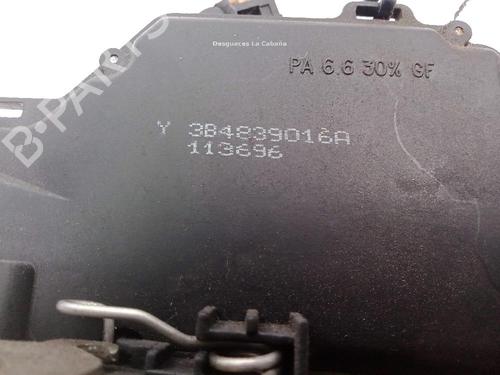 Desguaces La Cabaña
PA 6.6 30% GF
Y 3B4839016A
113696
B-PARTS